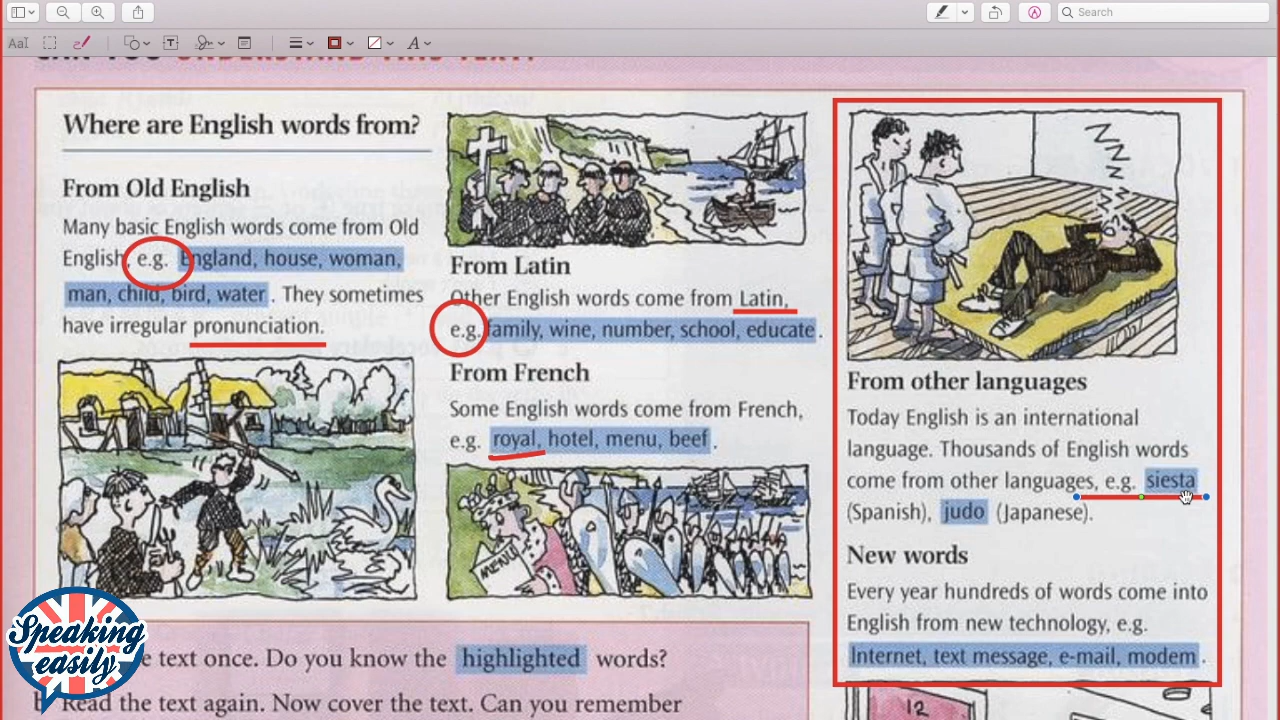 Search
CAN YOU UNDERSTAND THIS TEXT?
Where are English words from?
From Old English
Many basic English words come from Old
English, e.g. England, house, woman,
man, child, bird, water. They sometimes
have irregular pronunciation.
From Latin
Other English words come from Latin,
e.g. family, wine, number, school, educate.
From French
Some English words come from French,
e.g. royal, hotel, menu, beef.
MENU
ZZZZZZZ
From other languages
Today English is an international
language. Thousands of English words
come from other languages, e.g. siesta
(Spanish), judo (Japanese).
New words
Every year hundreds of words come into
English from new technology, e.g.
Internet, text message, e-mail, modem.
12
Speaking
easily
e text once. Do you know the highlighted words?
b Read the text again. Now cover the text. Can you remember